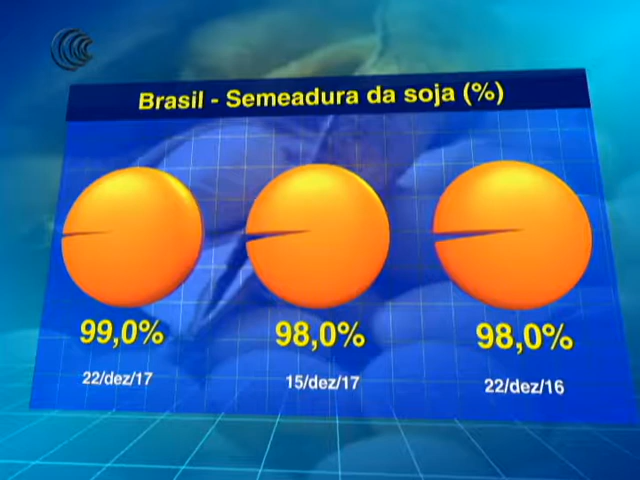 Brasil - Semeadura da soja (%)
99,0%
98,0%
98,0%
22/dez/17
15/dez/17
22/dez/16